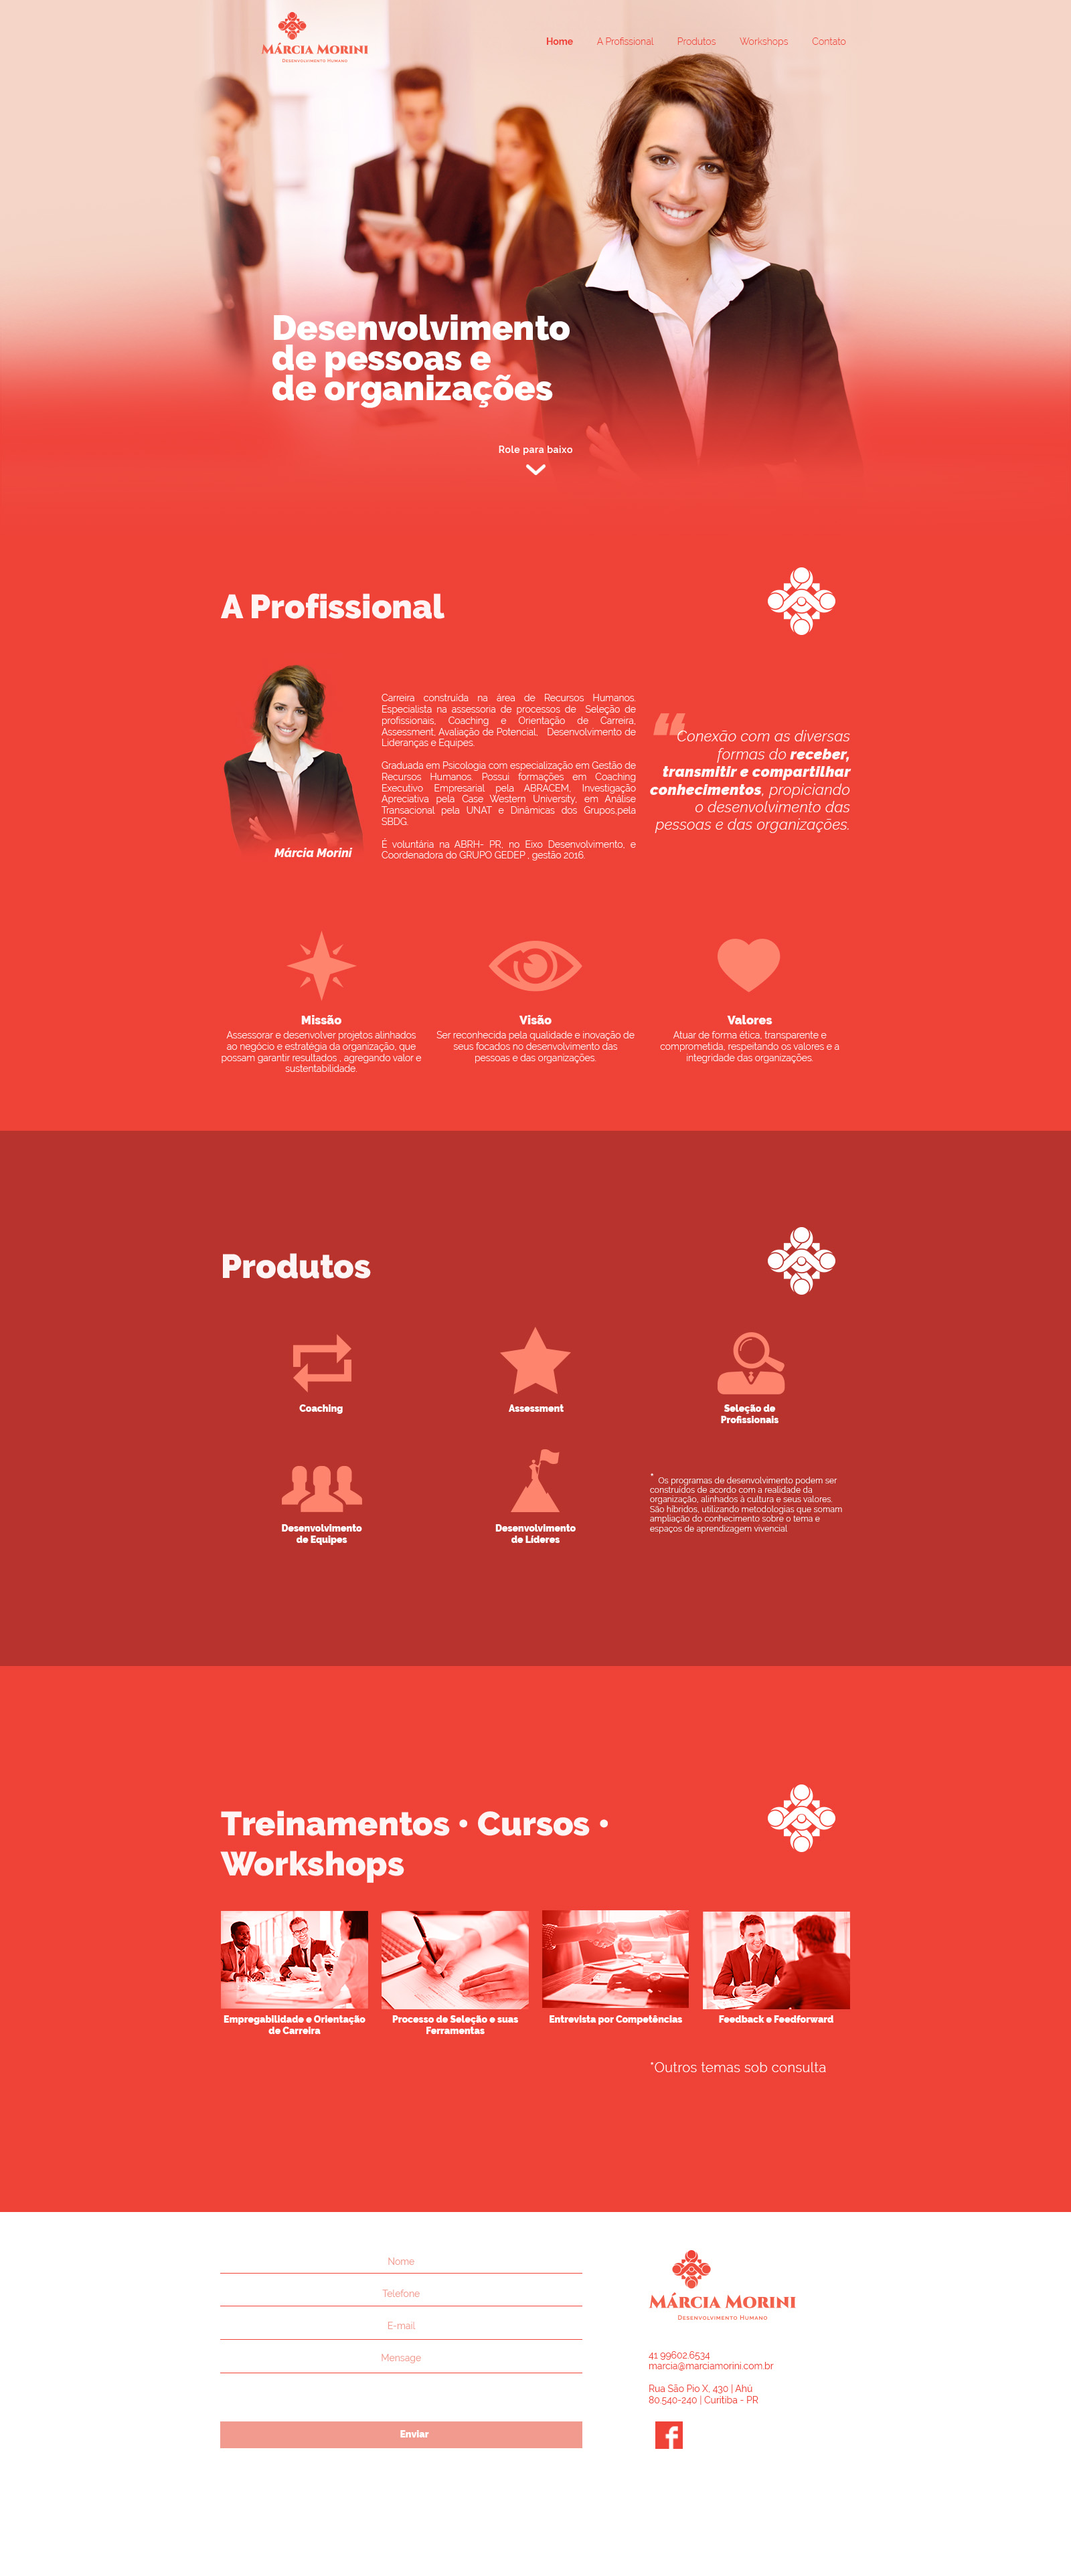 MÁRCIA MORINI
DESENVOLVIMENTO HUMANO
Home A Profissional Produtos Workshops Contato
Desenvolvimento
de pessoas e
de organizações
Role para baixo
A Profissional
Márcia Morini
Carreira construída na área de Recursos Humanos.
Especialista na assessoria de processos de Seleção de
profissionais, Coaching e Orientação de Carreira,
Assessment, Avaliação de Potencial, Desenvolvimento de
Lideranças e Equipes.
Graduada em Psicologia com especialização em Gestão de
Recursos Humanos. Possui formações em Coaching
Executivo Empresarial pela ABRACEM, Investigação
Apreciativa pela Case Western University, em Análise
Transacional pela UNAT e Dinâmicas dos Grupos,pela
SBDG.
É voluntária na ABRH- PR, no Eixo Desenvolvimento, e
Coordenadora do GRUPO GEDEP , gestão 2016.
“Conexão com as diversas
formas do receber,
transmitir e compartilhar
conhecimentos, propiciando
o desenvolvimento das
pessoas e das organizações.
Missão
Assessorar e desenvolver projetos alinhados
ao negócio e estratégia da organização, que
possam garantir resultados , agregando valor e
sustentabilidade.
Visão
Ser reconhecida pela qualidade e inovação de
seus focados no desenvolvimento das
pessoas e das organizações.
Valores
Atuar de forma ética, transparente e
comprometida, respeitando os valores e a
integridade das organizações.
Produtos
Coaching
Assessment
Seleção de
Profissionais
Desenvolvimento
de Equipes
Desenvolvimento
de Líderes
* Os programas de desenvolvimento podem ser
construídos de acordo com a realidade da
organização, alinhados à cultura e seus valores.
São híbridos, utilizando metodologias que somam
ampliação do conhecimento sobre o tema e
espaços de aprendizagem vivencial
Treinamentos • Cursos •
Workshops
Empregabilidade e Orientação
de Carreira
Processo de Seleção e suas
Ferramentas
Entrevista por Competências
Feedback e Feedforward
*Outros temas sob consulta
Nome
Telefone
E-mail
Mensage
Enviar
MÁRCIA MORINI
DESENVOLVIMENTO HUMANO
41 99602.6534
marcia@marciamorini.com.br
Rua São Pio X, 430 | Ahú
80.540-240 | Curitiba - PR
f